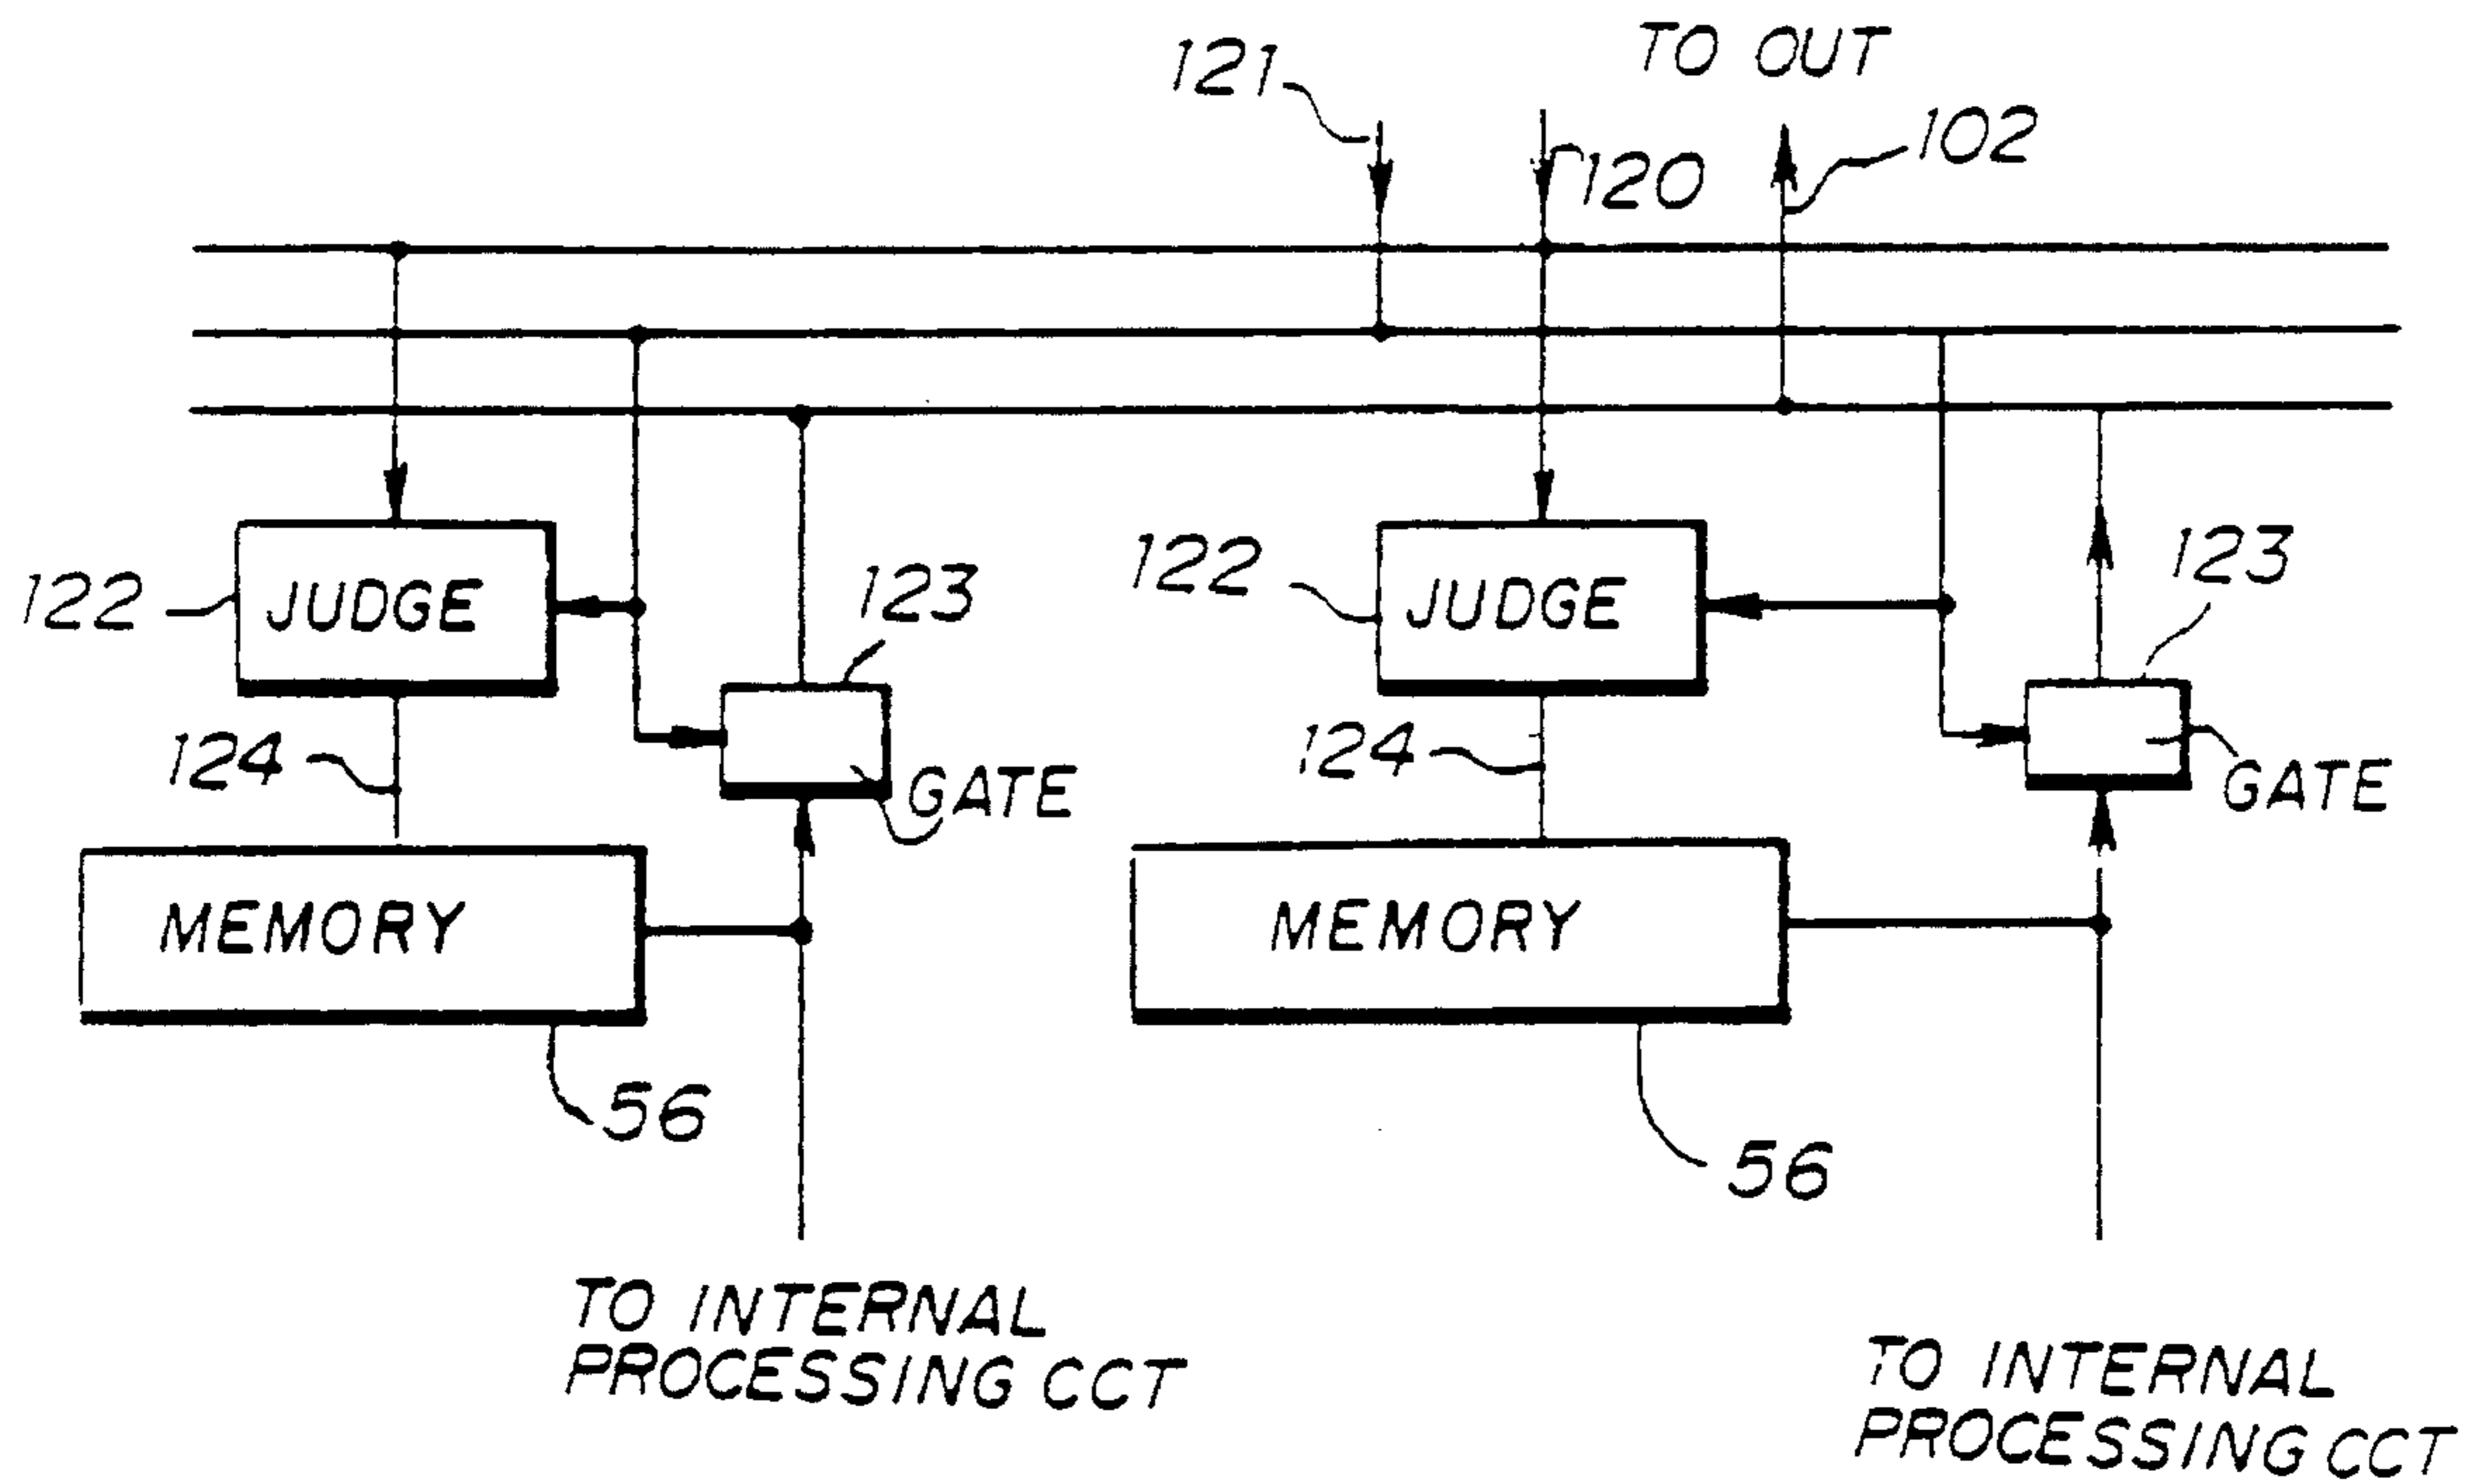 TO OUT
121
120
102
122
JUDGE
123
122
JUDGE
123
124
GATE
124
GATE
MEMORY
MEMORY
56
56
TO INTERNAL
PROCESSING CCT
TO INTERNAL
PROCESSING CCT